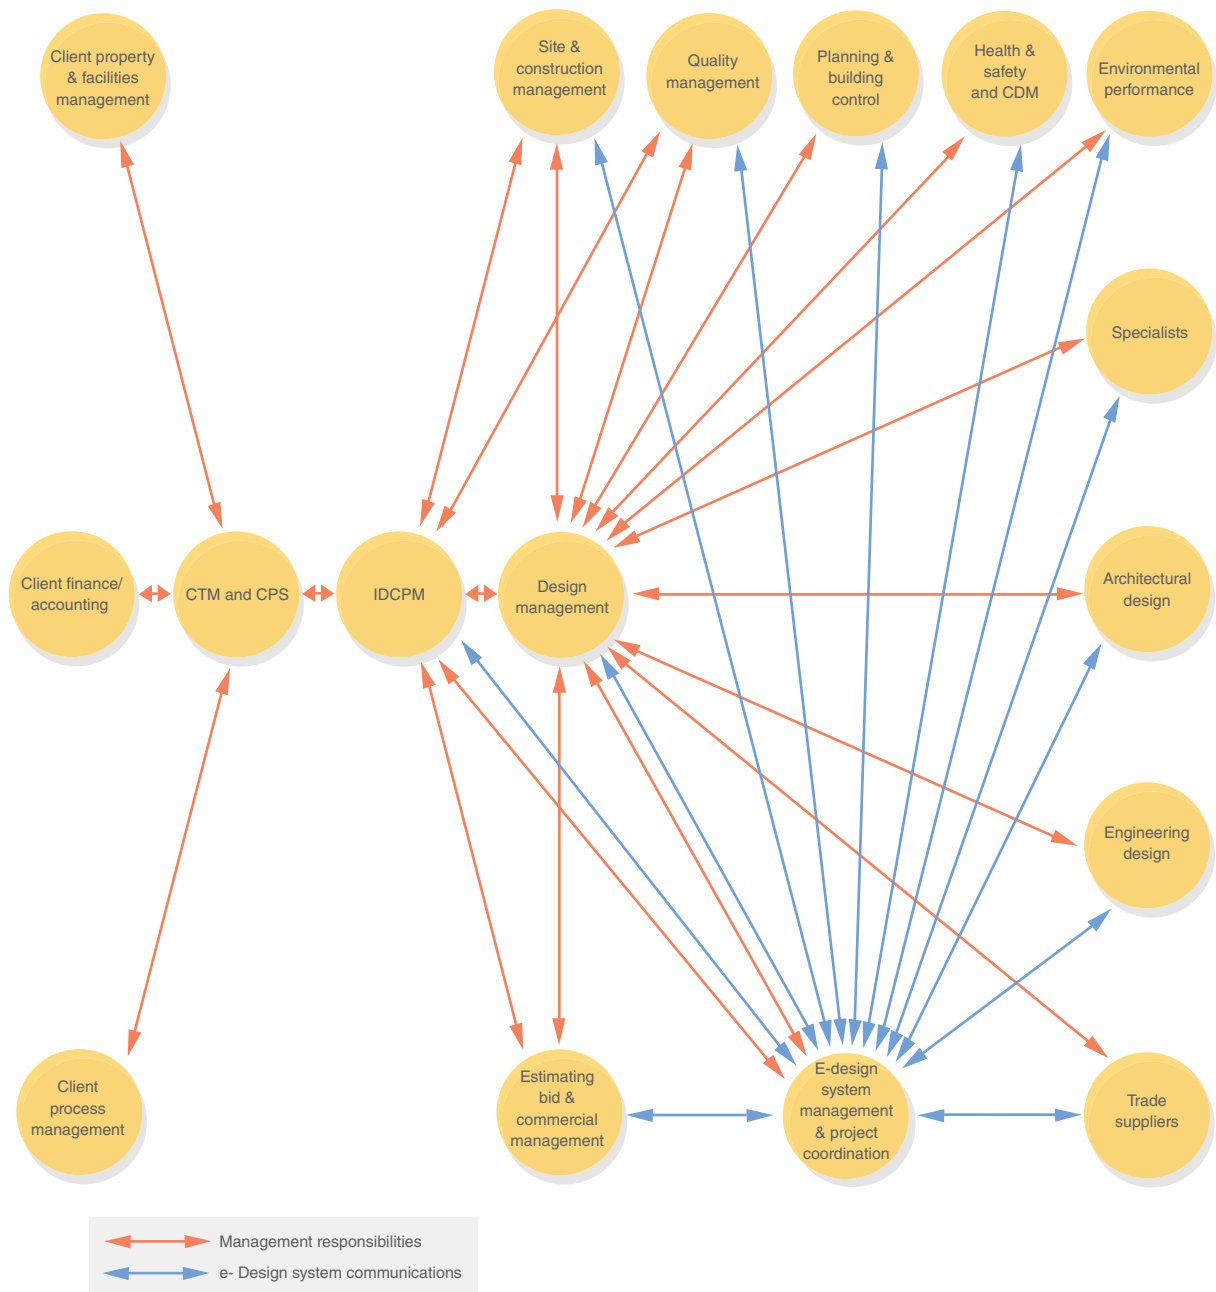 Client property
& facilities
management
Site &
construction
management
Quality
management
Planning &
building
control
Health &
safety
and CDM
Environmental
performance
Specialists
Client finance/
accounting
CTM and CPS
IDCPM
Design
management
Architectural
design
Engineering
design
Client
process
management
Estimating
bid &
commercial
management
E-design
system
management
& project
coordination
Trade
suppliers
Management responsibilities
e- Design system communications